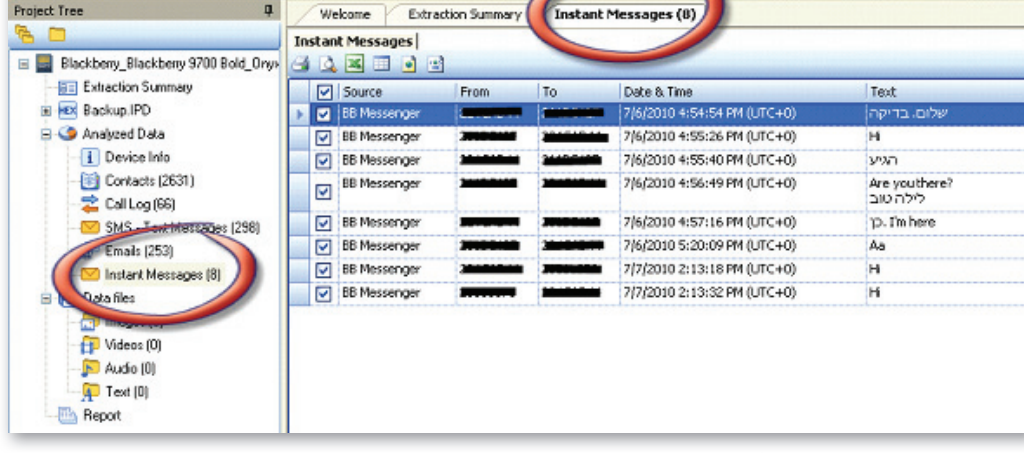 Project Tree
Blackberry_Blackberry 9700 Bold_Onyx
Extraction Summary
Backup.IPD
Analyzed Data
Device Info
Contacts (2631)
Call Log (66)
SMS - Text Messages (298)
Emails (253)
Instant Messages (8)
Data files
Images
Videos (0)
Audio (0)
Text (0)
Report
Welcome Extraction Summary Instant Messages (8)
Instant Messages
Source From To Date & Time Text
BB Messenger 7/6/2010 4:54:54 PM (UTC+0) שלום. בדיקה
BB Messenger 7/6/2010 4:55:26 PM (UTC+0) Hi
BB Messenger 7/6/2010 4:55:40 PM (UTC+0) הגיע
BB Messenger 7/6/2010 4:56:49 PM (UTC+0) Are youthere?
לילה טוב
BB Messenger 7/6/2010 4:57:16 PM (UTC+0) כך. I'm here
BB Messenger 7/6/2010 5:20:09 PM (UTC+0) Aa
BB Messenger 7/7/2010 2:13:18 PM (UTC+0) Hi
BB Messenger 7/7/2010 2:13:32 PM (UTC+0) Hi